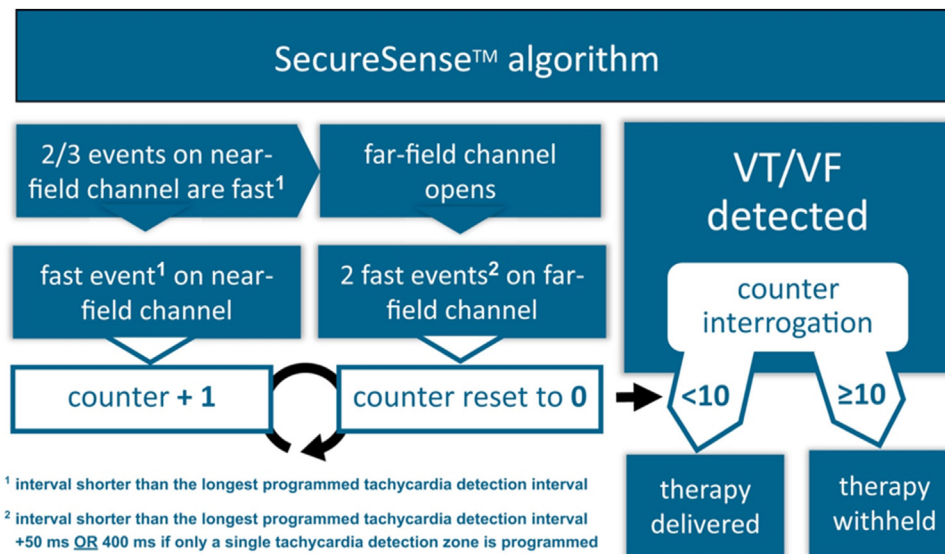 SecureSense™ algorithm
2/3 events on near-
field channel are fast¹
far-field channel
opens
fast event¹ on near-
field channel
2 fast events² on far-
field channel
counter + 1
counter reset to 0
VT/VF
detected
counter
interrogation
<10
≥10
therapy
delivered
therapy
withheld
¹ interval shorter than the longest programmed tachycardia detection interval
² interval shorter than the longest programmed tachycardia detection interval
+50 ms OR 400 ms if only a single tachycardia detection zone is programmed